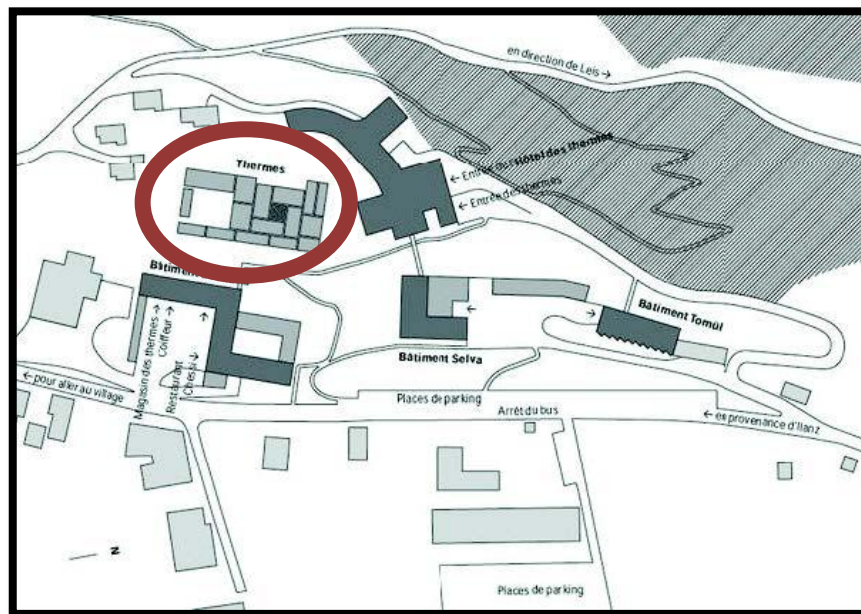 en direction de Leis →
Thermes
← Entrée de l'Hôtel des thermes
← Entrée des thermes
Bâtiment
Bâtiment Tomül
Magasin des thermes →
Coiffeur →
Restaurant
Chessi →
Bâtiment Selva
← pour aller au village
Places de parking
Arrêt du bus
← en provenance d'Ilanz
N
Places de parking